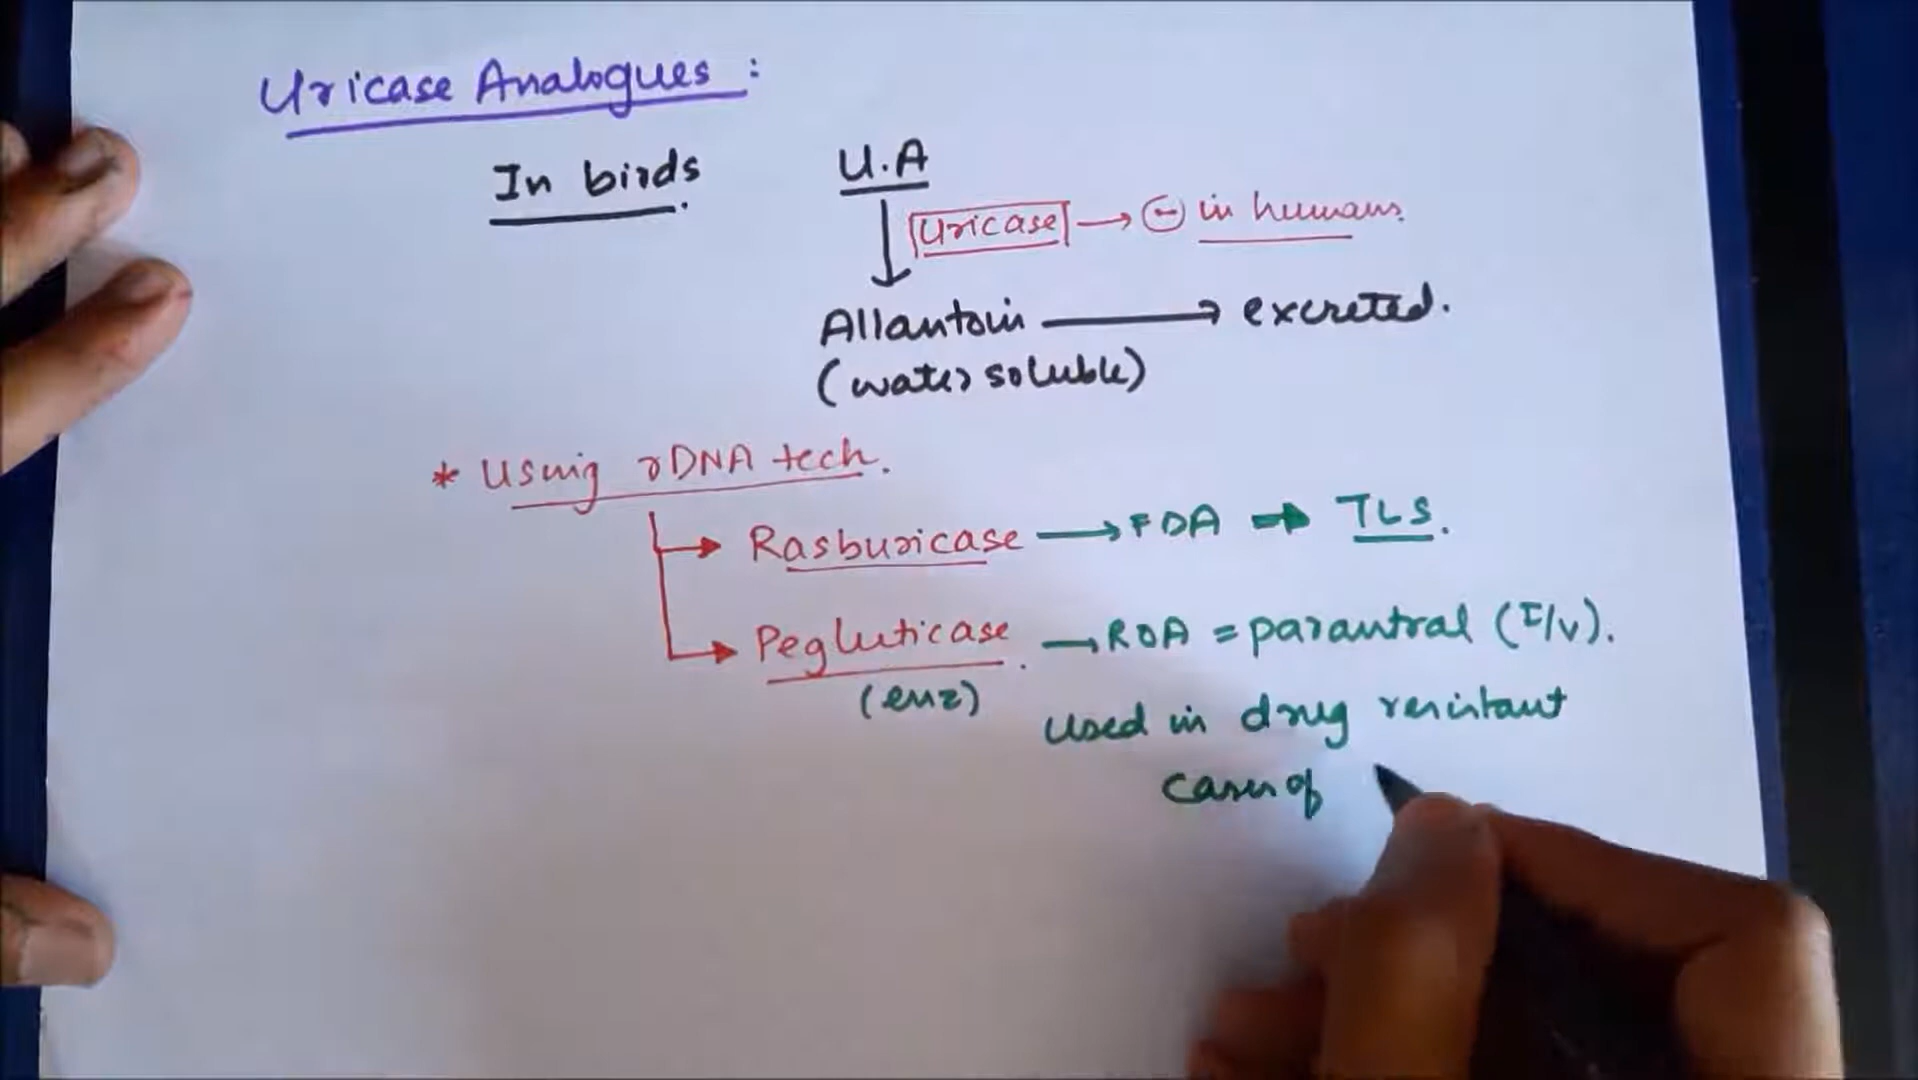 Uricase Analogues :
In birds.
U.A
Uricase → ⊖ in humans.
Allantoin → excreted.
(water soluble)
* Using rDNA tech.
→ Rasburicase → FDA → TLS.
→ Pegluticase. → ROA = parantral (I/v).
(enz)
Used in drug resistant
cases of